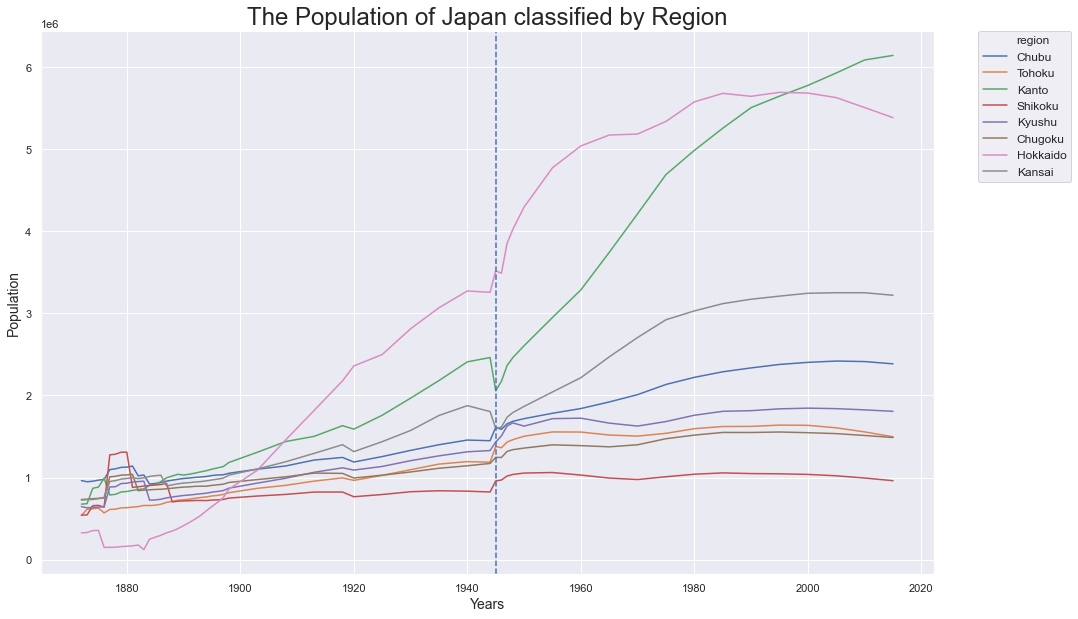 The Population of Japan classified by Region
1e6
6
5
4
3
2
1
0
Population
1880
1900
1920
1940
1960
1980
2000
2020
Years
region
Chubu
Tohoku
Kanto
Shikoku
Kyushu
Chugoku
Hokkaido
Kansai